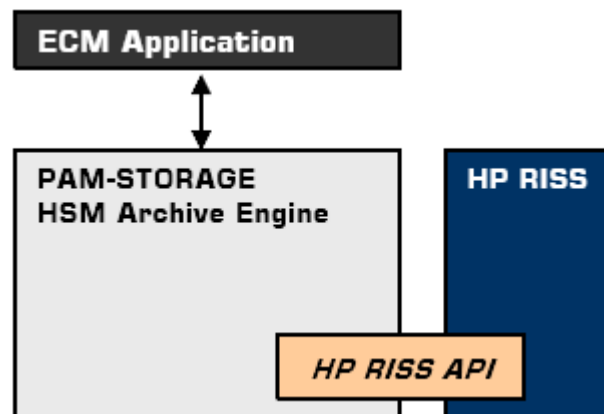 ECM Application
PAM-STORAGE
HSM Archive Engine
HP RISS
HP RISS API